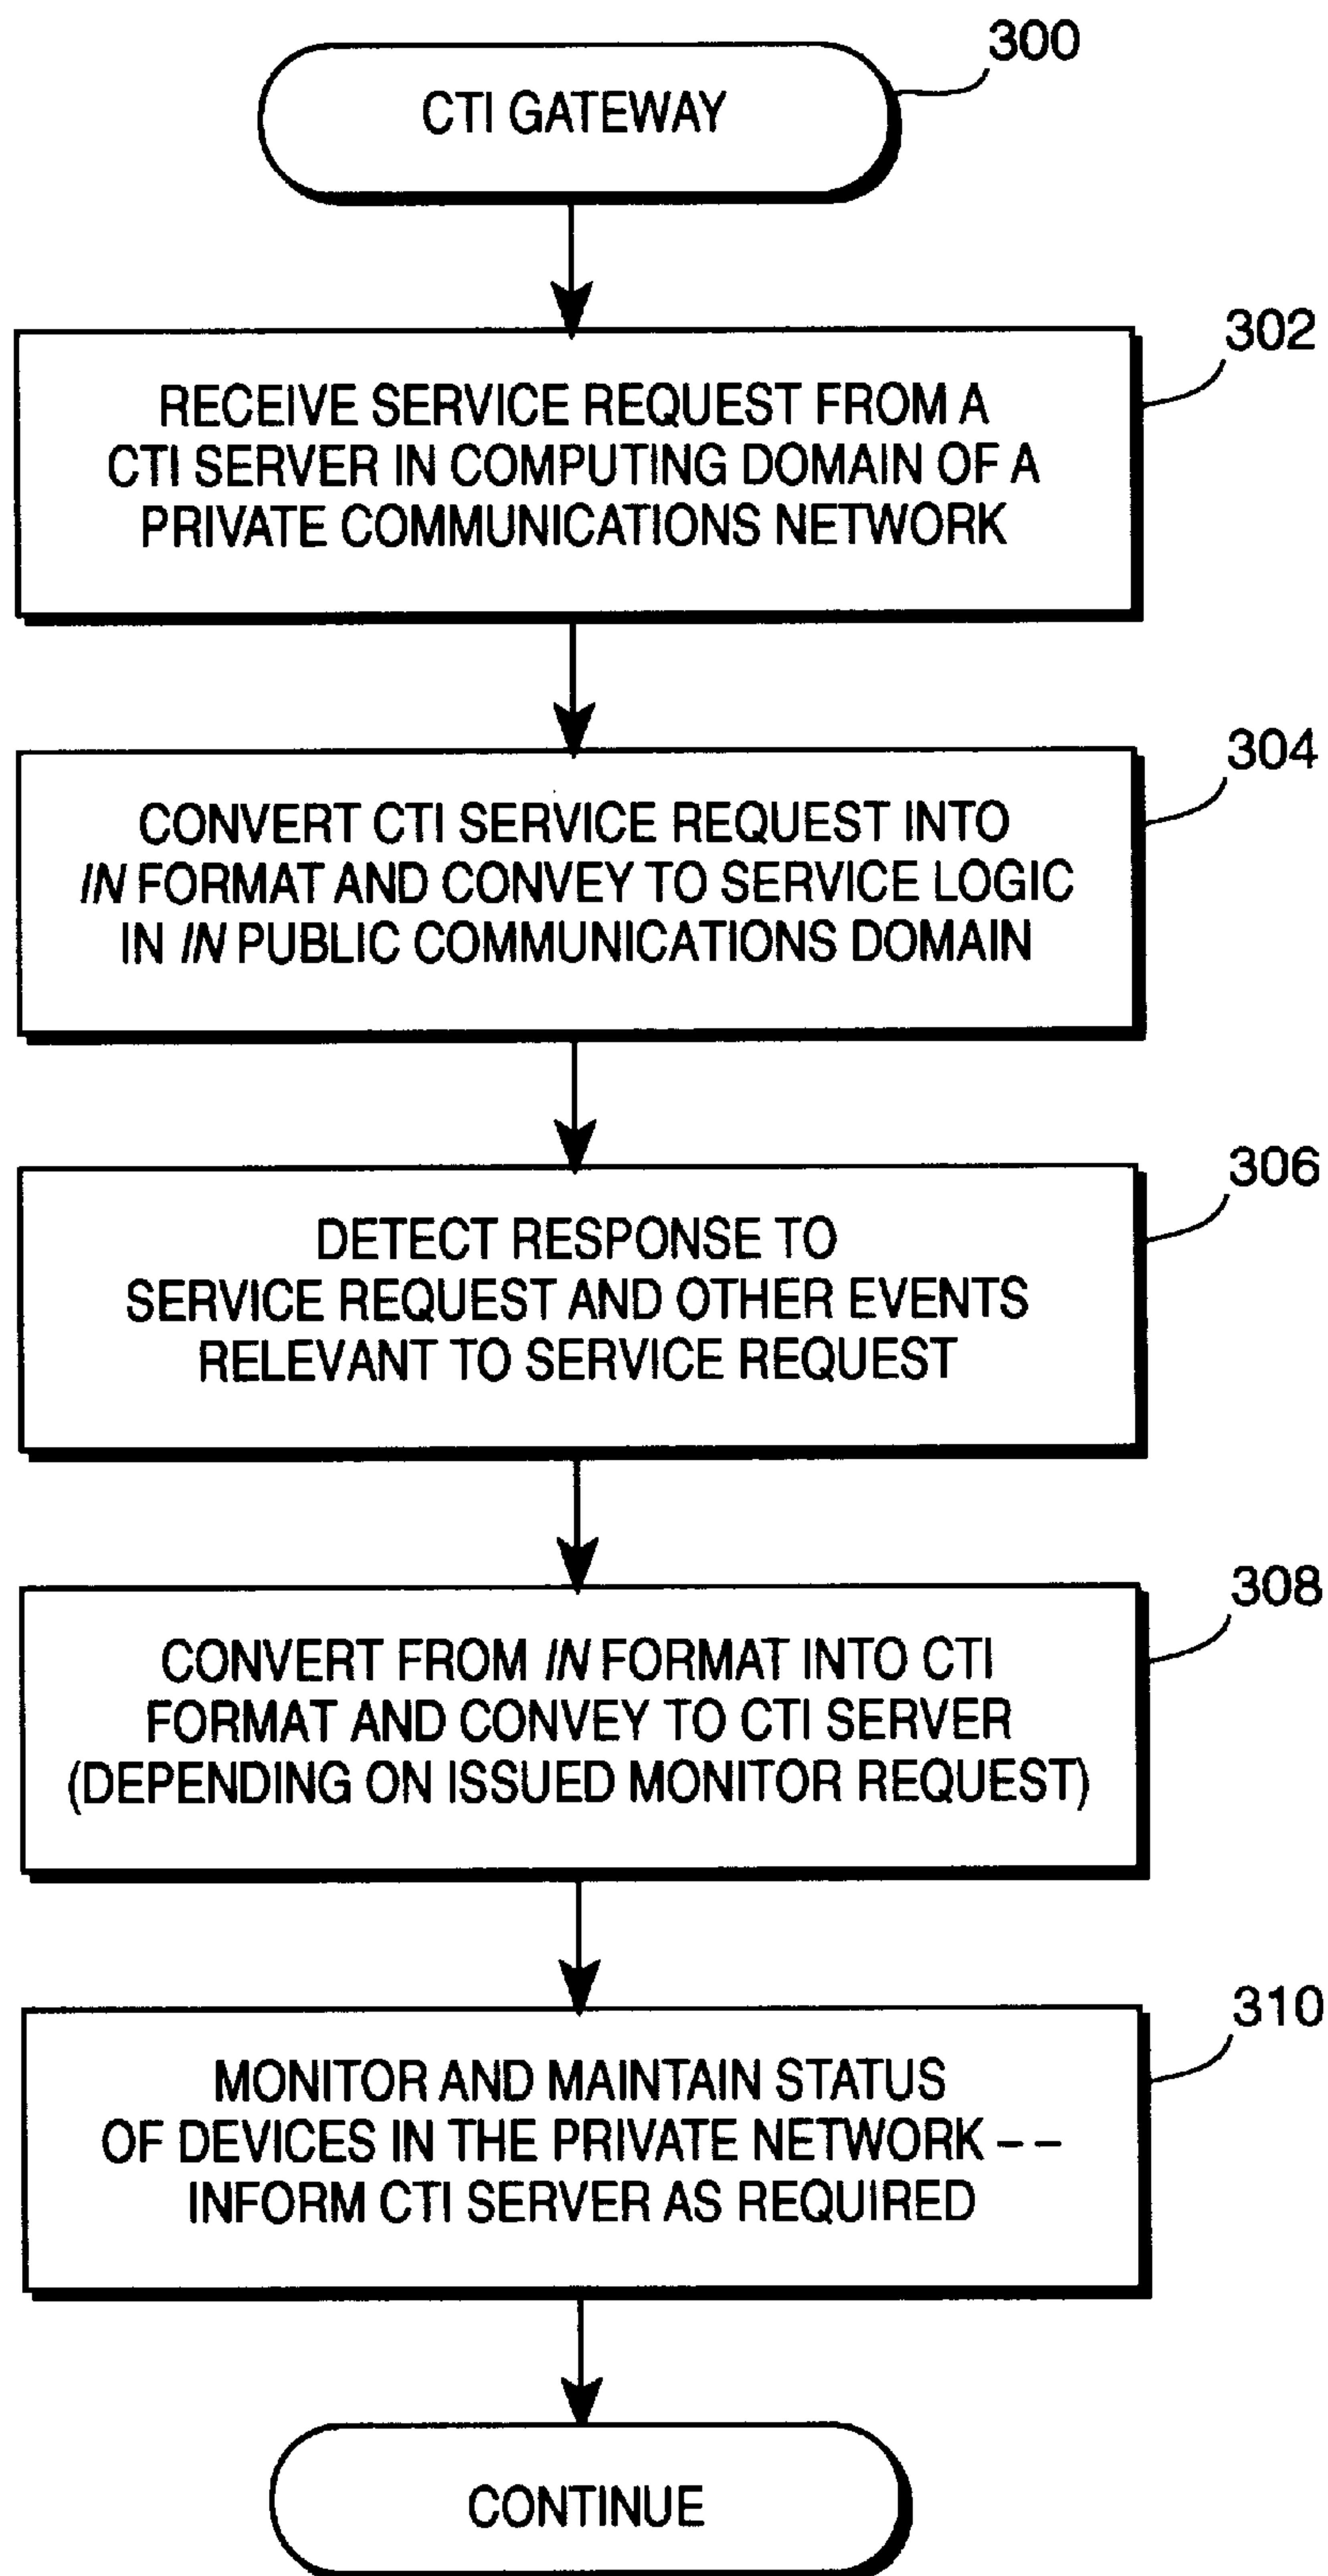 300
CTI GATEWAY
302
RECEIVE SERVICE REQUEST FROM A
CTI SERVER IN COMPUTING DOMAIN OF A
PRIVATE COMMUNICATIONS NETWORK
304
CONVERT CTI SERVICE REQUEST INTO
IN FORMAT AND CONVEY TO SERVICE LOGIC
IN IN PUBLIC COMMUNICATIONS DOMAIN
306
DETECT RESPONSE TO
SERVICE REQUEST AND OTHER EVENTS
RELEVANT TO SERVICE REQUEST
308
CONVERT FROM IN FORMAT INTO CTI
FORMAT AND CONVEY TO CTI SERVER
(DEPENDING ON ISSUED MONITOR REQUEST)
310
MONITOR AND MAINTAIN STATUS
OF DEVICES IN THE PRIVATE NETWORK – –
INFORM CTI SERVER AS REQUIRED
CONTINUE